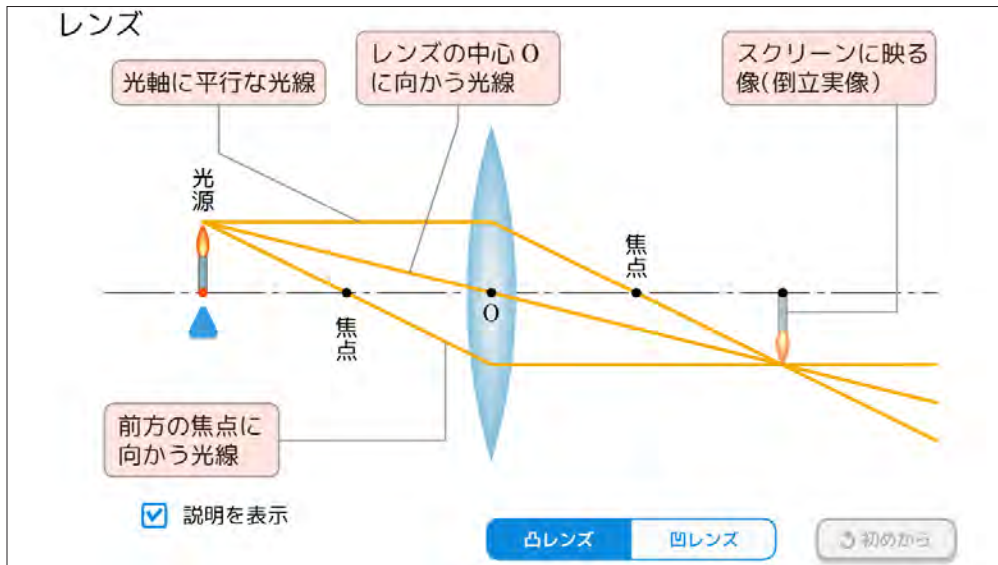 レンズ
光軸に平行な光線
レンズの中心 O
に向かう光線
スクリーンに映る
像(倒立実像)
光源
焦点
O
焦点
前方の焦点に
向かう光線
説明を表示
凸レンズ
凹レンズ
初めから